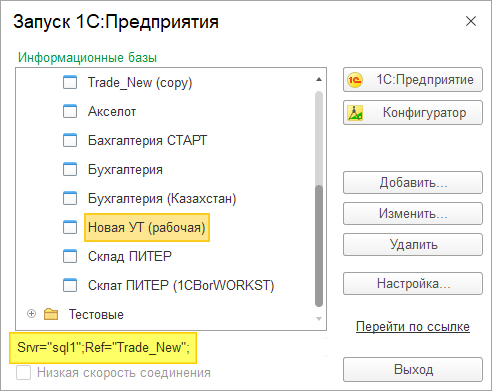 Запуск 1С:Предприятия
Информационные базы
Trade_New (copy)
Акселот
Бахгалтерия СТАРТ
Бухгалтерия
Бухгалтерия (Казахстан)
Новая УТ (рабочая)
Склад ПИТЕР
Склат ПИТЕР (1CBorWORKST)
Тестовые
Srvr="sql1";Ref="Trade_New";
Низкая скорость соединения
1С:Предприятие
Конфигуратор
Добавить...
Изменить...
Удалить
Настройка...
Перейти по ссылке
Выход